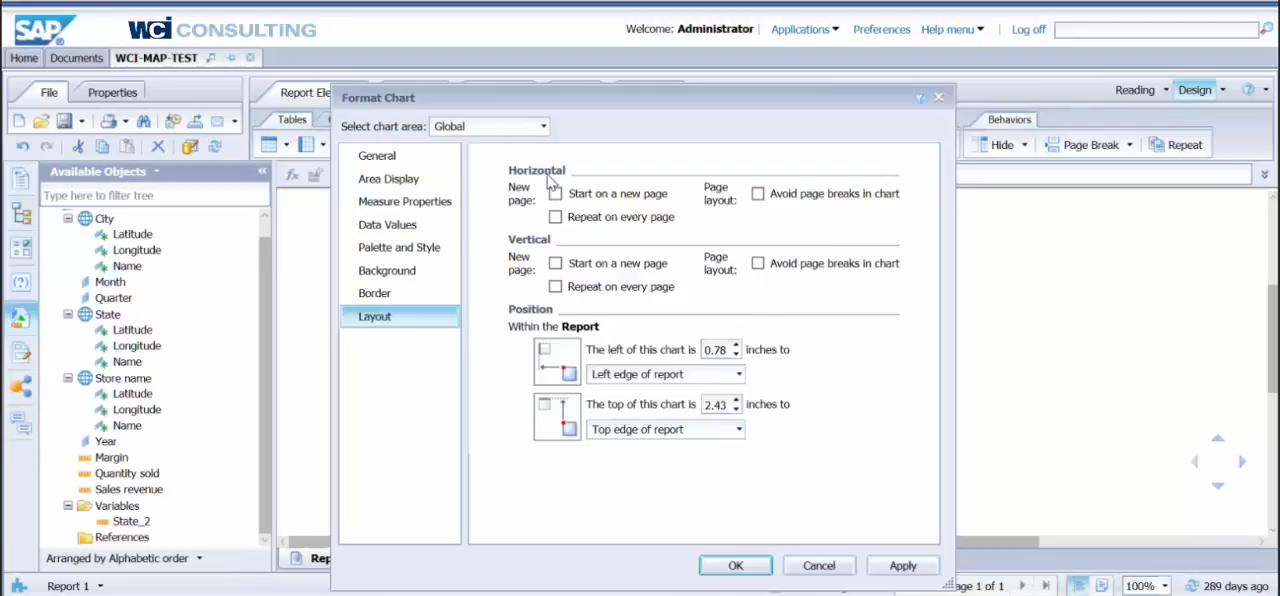 SAP WCI CONSULTING Welcome: Administrator Applications Preferences Help menu Log off
Home Documents WCI-MAP-TEST
File Properties Report Ele Reading Design
Format Chart
Select chart area: Global
Tables Behaviors
Hide Page Break Repeat
Available Objects
Type here to filter tree
City
Latitude
Longitude
Name
Month
Quarter
State
Latitude
Longitude
Name
Store name
Latitude
Longitude
Name
Year
Margin
Quantity sold
Sales revenue
Variables
State_2
References
Arranged by Alphabetic order
Report 1
General
Area Display
Measure Properties
Data Values
Palette and Style
Background
Border
Layout
Horizontal
New page: Start on a new page Page layout: Avoid page breaks in chart
Repeat on every page
Vertical
New page: Start on a new page Page layout: Avoid page breaks in chart
Repeat on every page
Position
Within the Report
The left of this chart is 0.78 inches to
Left edge of report
The top of this chart is 2.43 inches to
Top edge of report
OK Cancel Apply
Rep
age 1 of 1 100% 289 days ago